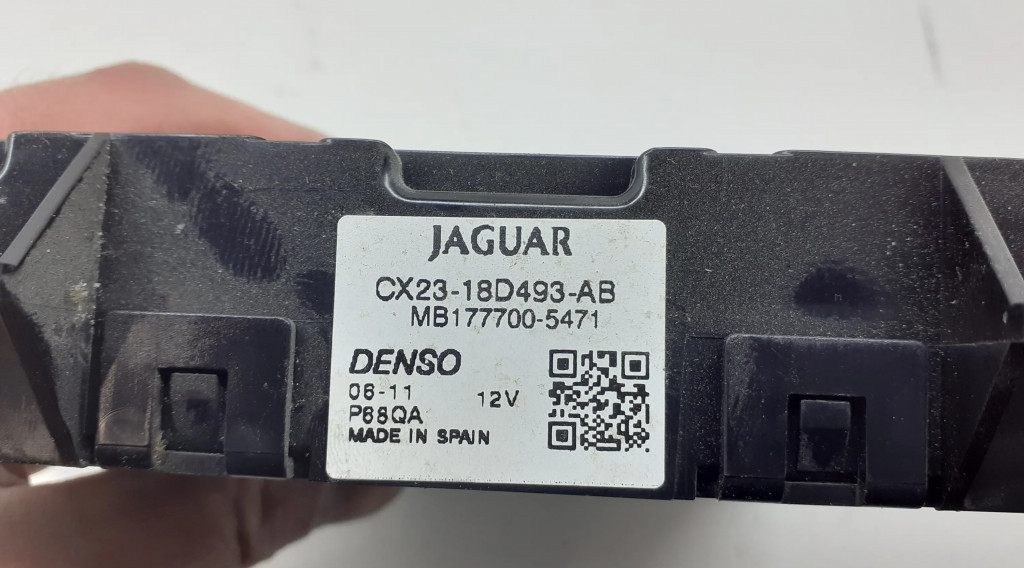 JAGUAR
CX23-18D493-AB
MB177700-5471
DENSO
06-11 12V
P68QA
MADE IN SPAIN